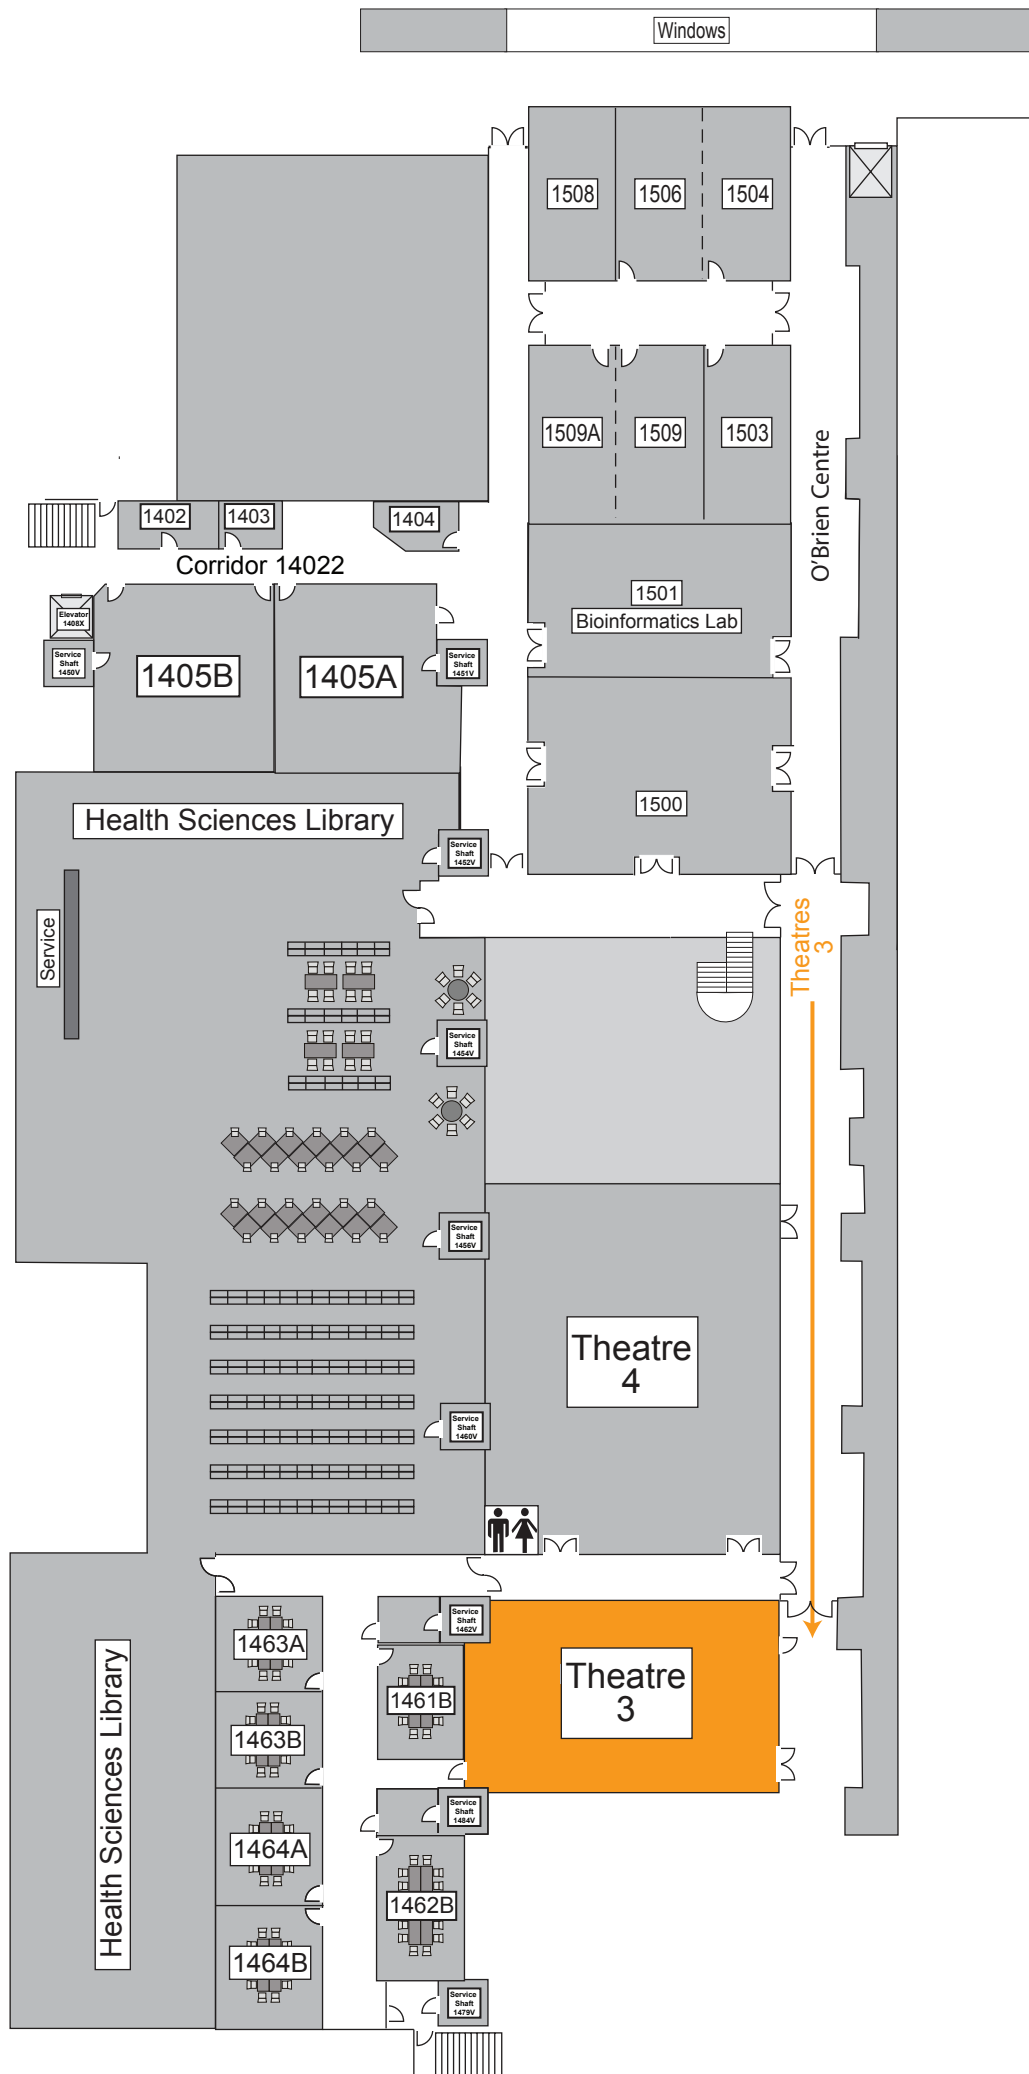 Windows
1508
1506
1504
1509A
1509
1503
O'Brien Centre
1402
1403
1404
Corridor 14022
1501
Bioinformatics Lab
Elevator
1408X
Service
Shaft
1450V
1405B
1405A
Service
Shaft
1451V
1500
Health Sciences Library
Service
Shaft
1452V
Service
Theatres
3
Service
Shaft
1454V
Service
Shaft
1456V
Theatre
4
Service
Shaft
1460V
Service
Shaft
1462V
1463A
Theatre
3
1461B
1463B
Health Sciences Library
Service
Shaft
1484V
1464A
1462B
1464B
Service
Shaft
1479V